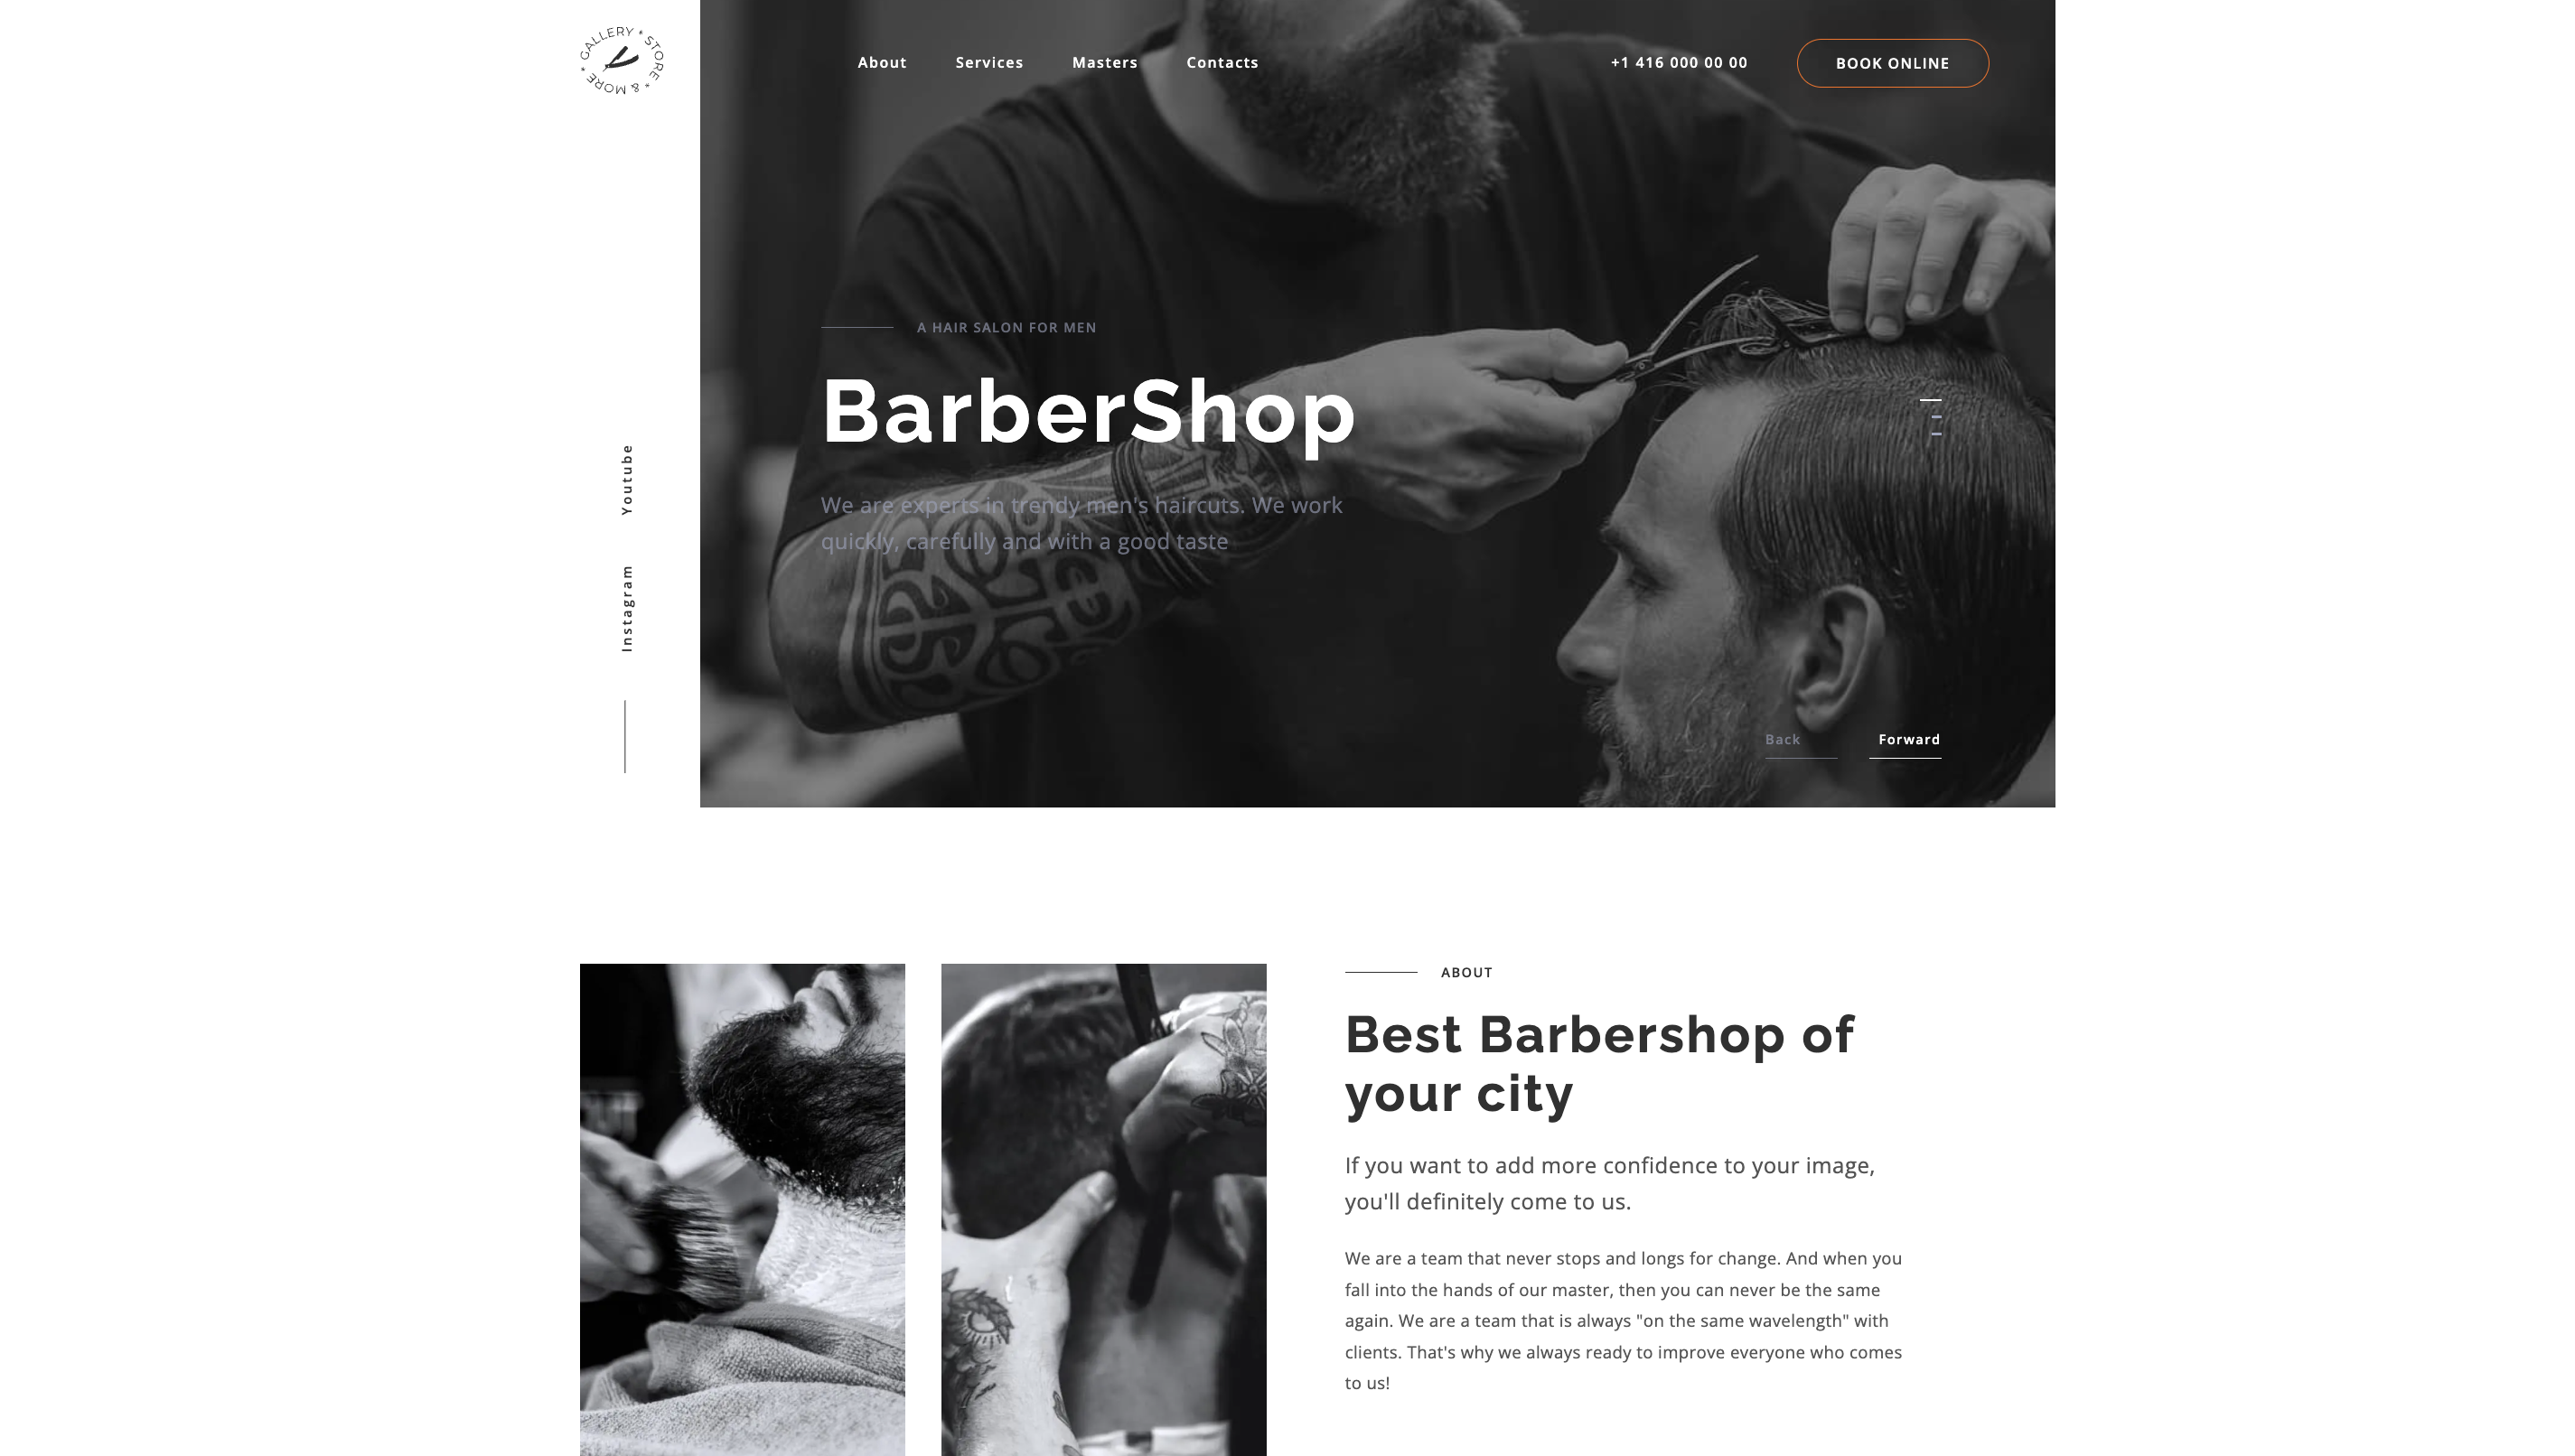 * GALLERY * STORE * & MORE
About
Services
Masters
Contacts
+1 416 000 00 00
BOOK ONLINE
Youtube
Instagram
A HAIR SALON FOR MEN
BarberShop
We are experts in trendy men's haircuts. We work
quickly, carefully and with a good taste
Back
Forward
ABOUT
Best Barbershop of
your city
If you want to add more confidence to your image,
you'll definitely come to us.
We are a team that never stops and longs for change. And when you
fall into the hands of our master, then you can never be the same
again. We are a team that is always "on the same wavelength" with
clients. That's why we always ready to improve everyone who comes
to us!